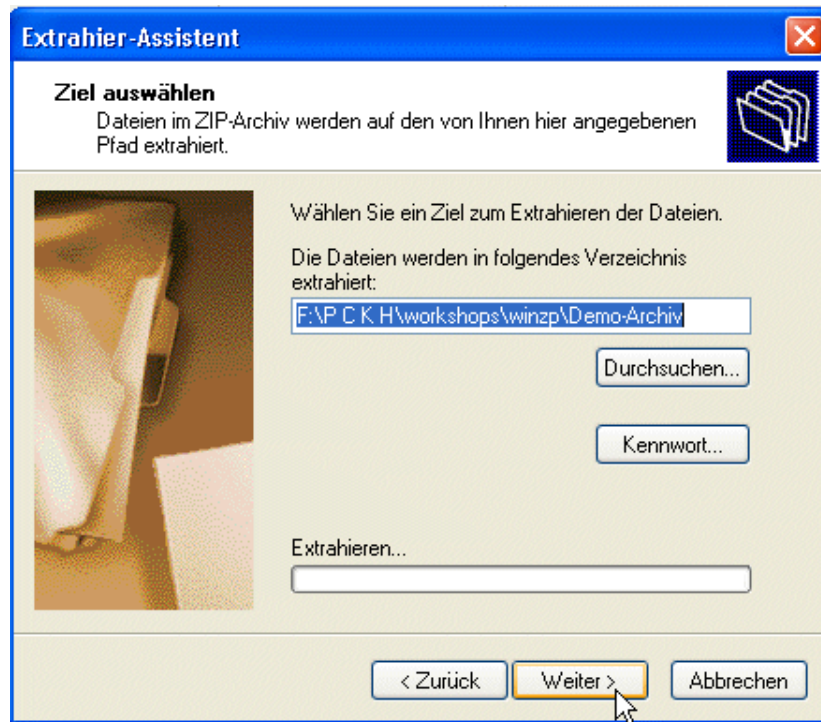 Extrahier-Assistent
Ziel auswählen
Dateien im ZIP-Archiv werden auf den von Ihnen hier angegebenen
Pfad extrahiert.
Wählen Sie ein Ziel zum Extrahieren der Dateien.
Die Dateien werden in folgendes Verzeichnis
extrahiert:
F:\P C K H\workshops\winzp\Demo-Archiv
Durchsuchen...
Kennwort...
Extrahieren...
< Zurück
Weiter >
Abbrechen